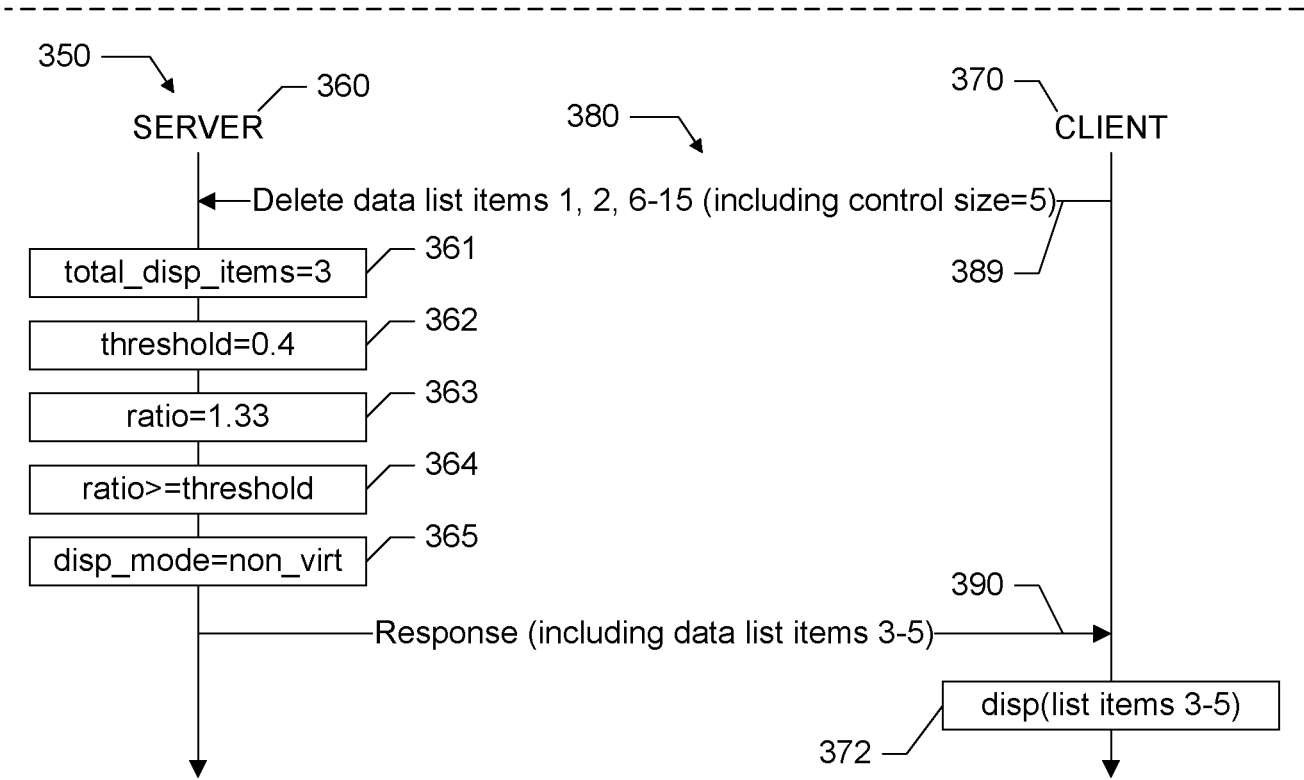 350
360
370
SERVER
380
CLIENT
Delete data list items 1, 2, 6-15 (including control size=5)
361
total_disp_items=3
389
362
threshold=0.4
363
ratio=1.33
364
ratio>=threshold
365
disp_mode=non_virt
390
Response (including data list items 3-5)
disp(list items 3-5)
372